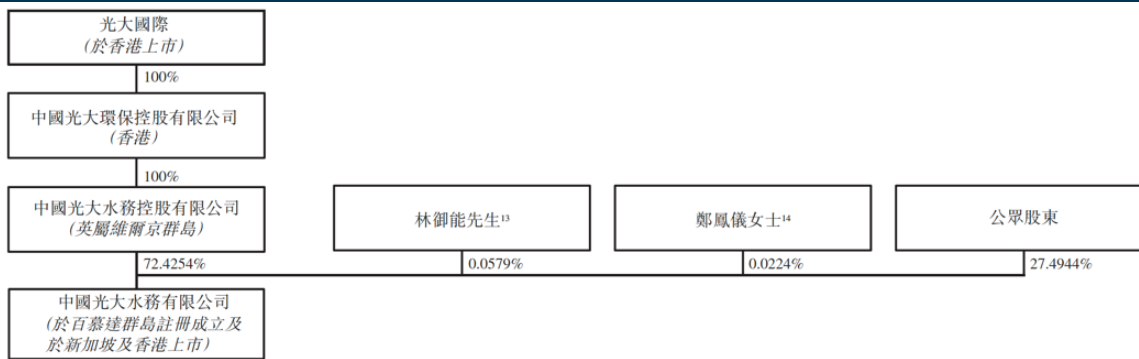 光大國際
(於香港上市)
100%
中國光大環保控股有限公司
(香港)
100%
中國光大水務控股有限公司
(英屬維爾京群島)
林御能先生¹³
鄭鳳儀女士¹⁴
公眾股東
72.4254%
0.0579%
0.0224%
27.4944%
中國光大水務有限公司
(於百慕達群島註冊成立及
於新加坡及香港上市)